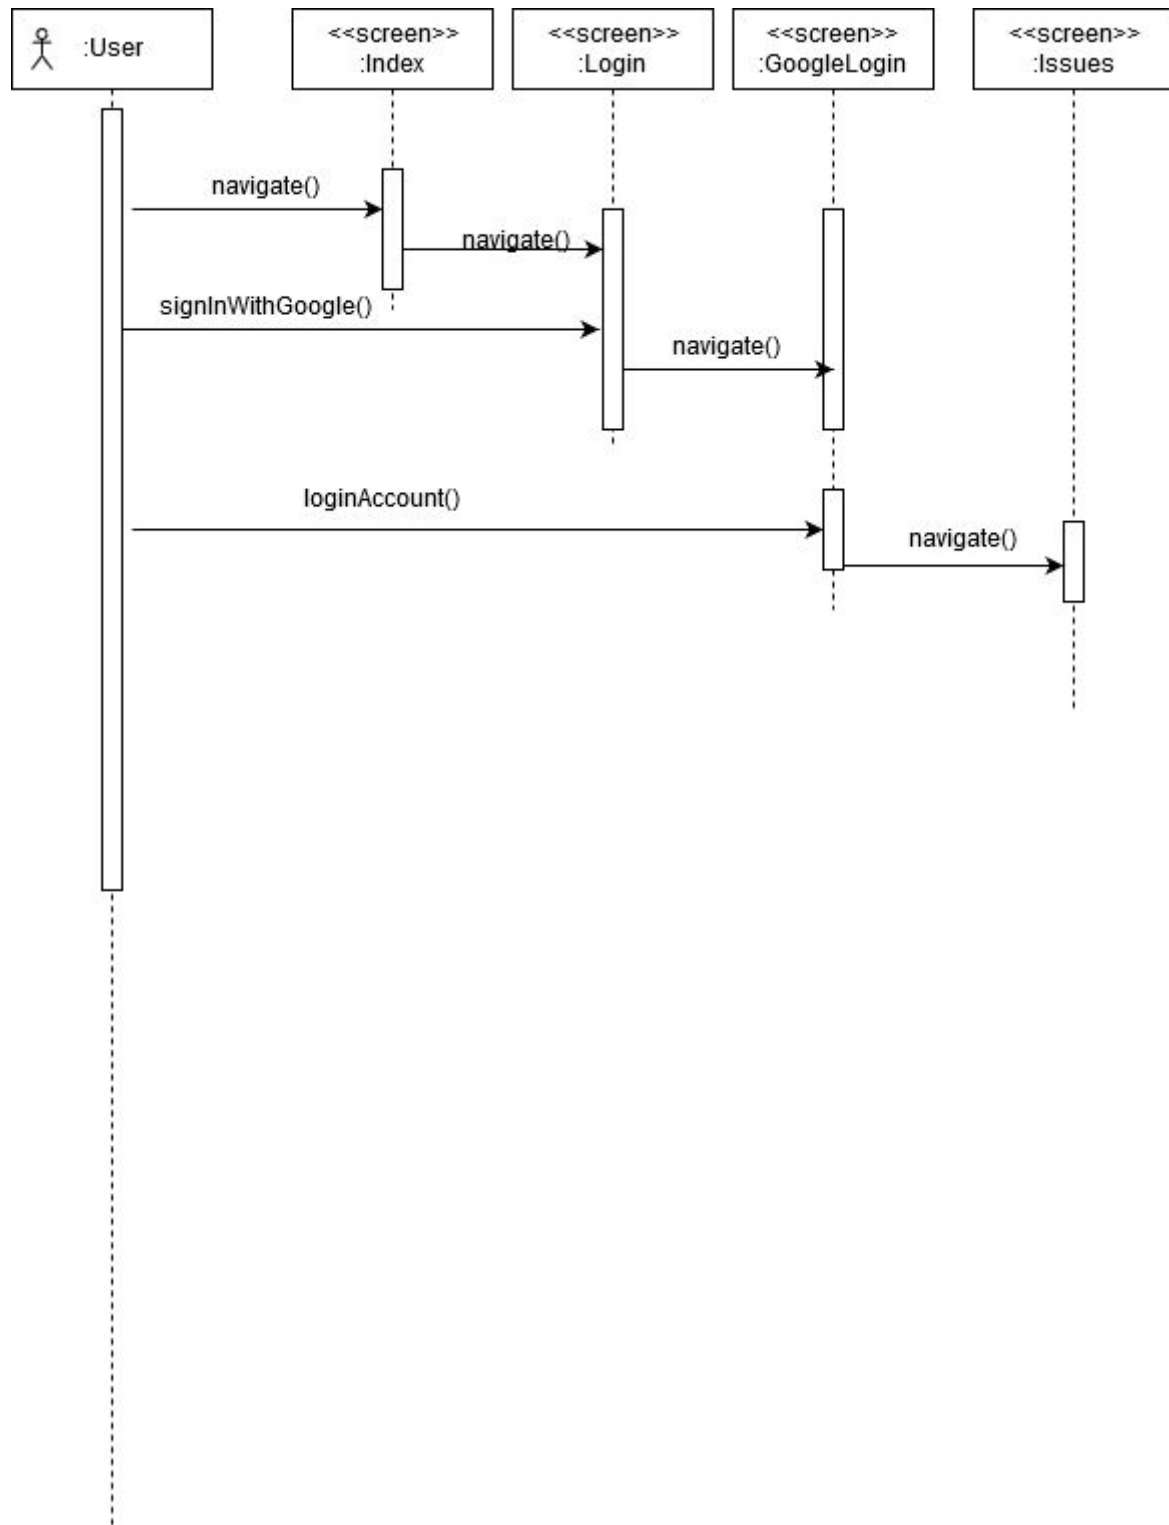 :User
<<screen>>
:Index
<<screen>>
:Login
<<screen>>
:GoogleLogin
<<screen>>
:Issues
navigate()
navigate()
signInWithGoogle()
navigate()
loginAccount()
navigate()